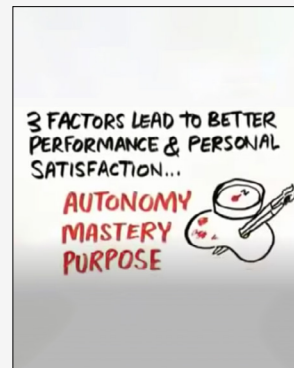 3 FACTORS LEAD TO BETTER
PERFORMANCE & PERSONAL
SATISFACTION...
AUTONOMY
MASTERY
PURPOSE